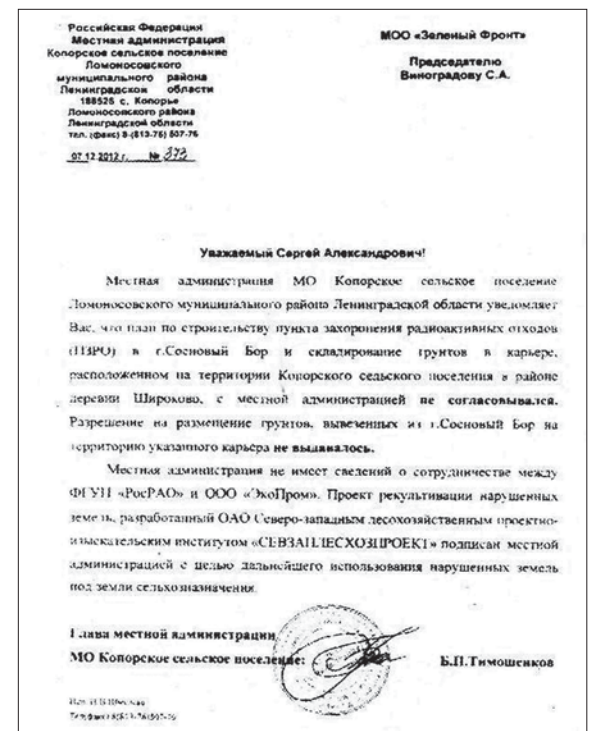 Российская Федерация
Местная администрация
Копорское сельское поселение
Ломоносовского
муниципального района
Ленинградской области
188525 с. Копорье
Ломоносовского района
Ленинградской области
тел. (факс) 8-(813-76) 507-76
07.12.2012 г. № 373
МОО «Зеленый Фронт»
Председателю
Виноградову С.А.
Уважаемый Сергей Александрович!
Местная администрация МО Копорское сельское поселение
Ломоносовского муниципального района Ленинградской области уведомляет
Вас, что план по строительству пункта захоронения радиоактивных отходов
(ПЗРО) в г.Сосновый Бор и складирование грунтов в карьере,
расположенном на территории Копорского сельского поселения в районе
деревни Широково, с местной администрацией не согласовывался.
Разрешение на размещение грунтов, вывезенных из г.Сосновый Бор на
территорию указанного карьера не выдавалось.
Местная администрация не имеет сведений о сотрудничестве между
ФГУП «РосРАО» и ООО «ЭкоПром». Проект рекультивации нарушенных
земель, разработанный ОАО Северо-западным лесохозяйственным проектно-
изыскательским институтом «СЕВЗАПЛЕСХОЗПРОЕКТ» подписан местной
администрацией с целью дальнейшего использования нарушенных земель
под земли сельхозназначения.
Глава местной администрации
МО Копорское сельское поселение:
Б.П.Тимошенков